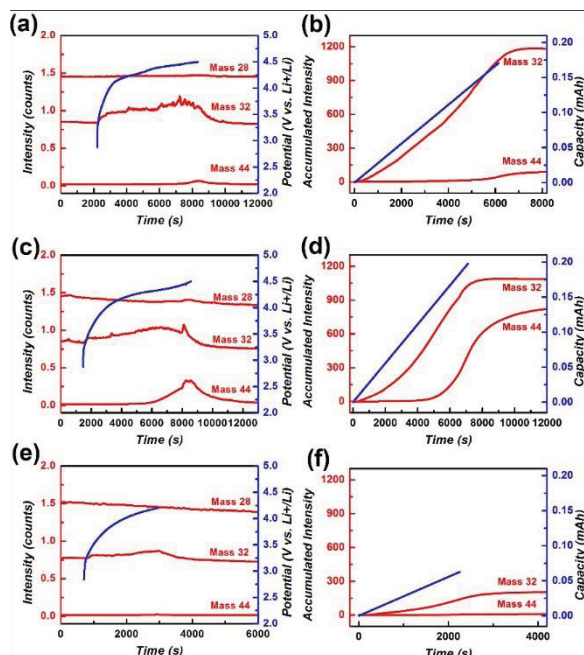 (a)
2.0
1.5
1.0
0.5
0.0
Intensity (counts)
Mass 28
Mass 32
Mass 44
5.0
4.5
4.0
3.5
3.0
2.5
2.0
Potential (V vs. Li+/Li)
0 2000 4000 6000 8000 10000 12000
Time (s)
(b)
1200
900
600
300
0
Accumulated Intensity
Mass 32
Mass 44
0.20
0.15
0.10
0.05
0.00
Capacity (mAh)
0 2000 4000 6000 8000
Time (s)
(c)
2.0
1.5
1.0
0.5
0.0
Intensity (counts)
Mass 28
Mass 32
Mass 44
5.0
4.5
4.0
3.5
3.0
2.5
2.0
Potential (V vs. Li+/Li)
0 2000 4000 6000 8000 10000 12000
Time (s)
(d)
1200
900
600
300
0
Accumulated Intensity
Mass 32
Mass 44
0.20
0.15
0.10
0.05
0.00
Capacity (mAh)
0 2000 4000 6000 8000 10000 12000
Time (s)
(e)
2.0
1.5
1.0
0.5
0.0
Intensity (counts)
Mass 28
Mass 32
Mass 44
5.0
4.5
4.0
3.5
3.0
2.5
2.0
Potential (V vs. Li+/Li)
0 1000 2000 3000 4000 5000 6000
Time (s)
(f)
1200
900
600
300
0
Accumulated Intensity
Mass 32
Mass 44
0.20
0.15
0.10
0.05
0.00
Capacity (mAh)
0 2000 4000
Time (s)